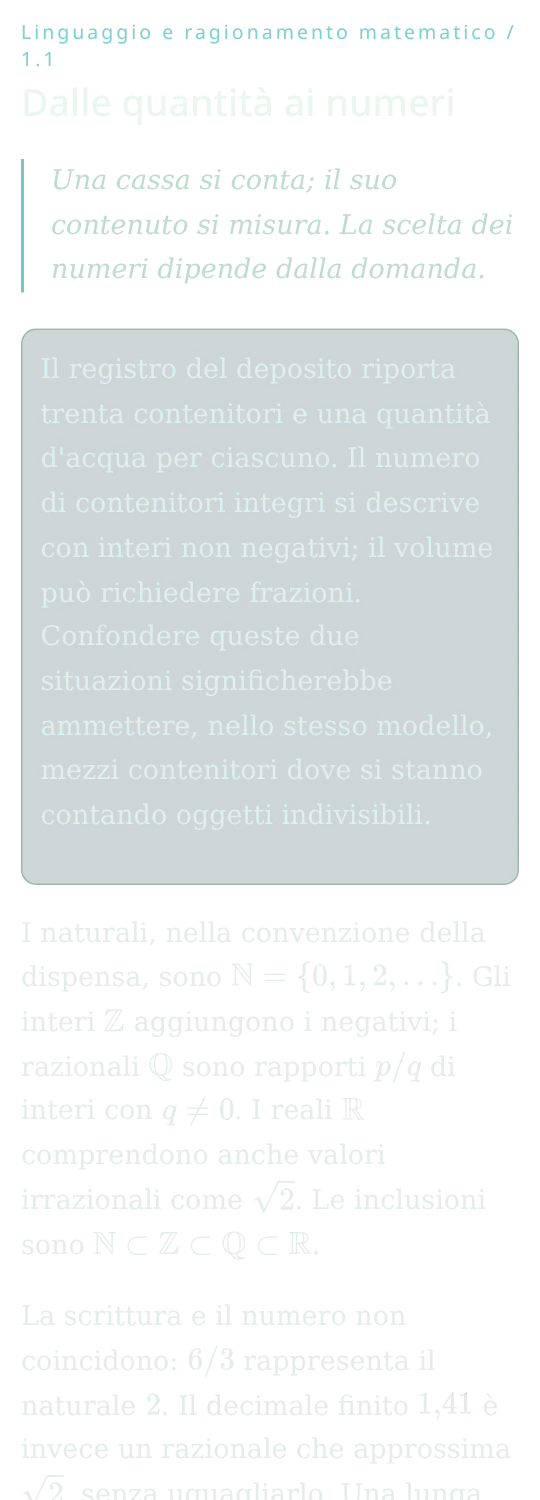 Linguaggio e ragionamento matematico /
1.1
Dalle quantità ai numeri
Una cassa si conta; il suo
contenuto si misura. La scelta dei
numeri dipende dalla domanda.
Il registro del deposito riporta
trenta contenitori e una quantità
d'acqua per ciascuno. Il numero
di contenitori integri si descrive
con interi non negativi; il volume
può richiedere frazioni.
Confondere queste due
situazioni significherebbe
ammettere, nello stesso modello,
mezzi contenitori dove si stanno
contando oggetti indivisibili.
I naturali, nella convenzione della
dispensa, sono ℕ = {0, 1, 2, …}. Gli
interi ℤ aggiungono i negativi; i
razionali ℚ sono rapporti p/q di
interi con q ≠ 0. I reali ℝ
comprendono anche valori
irrazionali come √2. Le inclusioni
sono ℕ ⊂ ℤ ⊂ ℚ ⊂ ℝ.
La scrittura e il numero non
coincidono: 6/3 rappresenta il
naturale 2. Il decimale finito 1,41 è
invece un razionale che approssima
√2, senza uguagliarlo. Una lunga